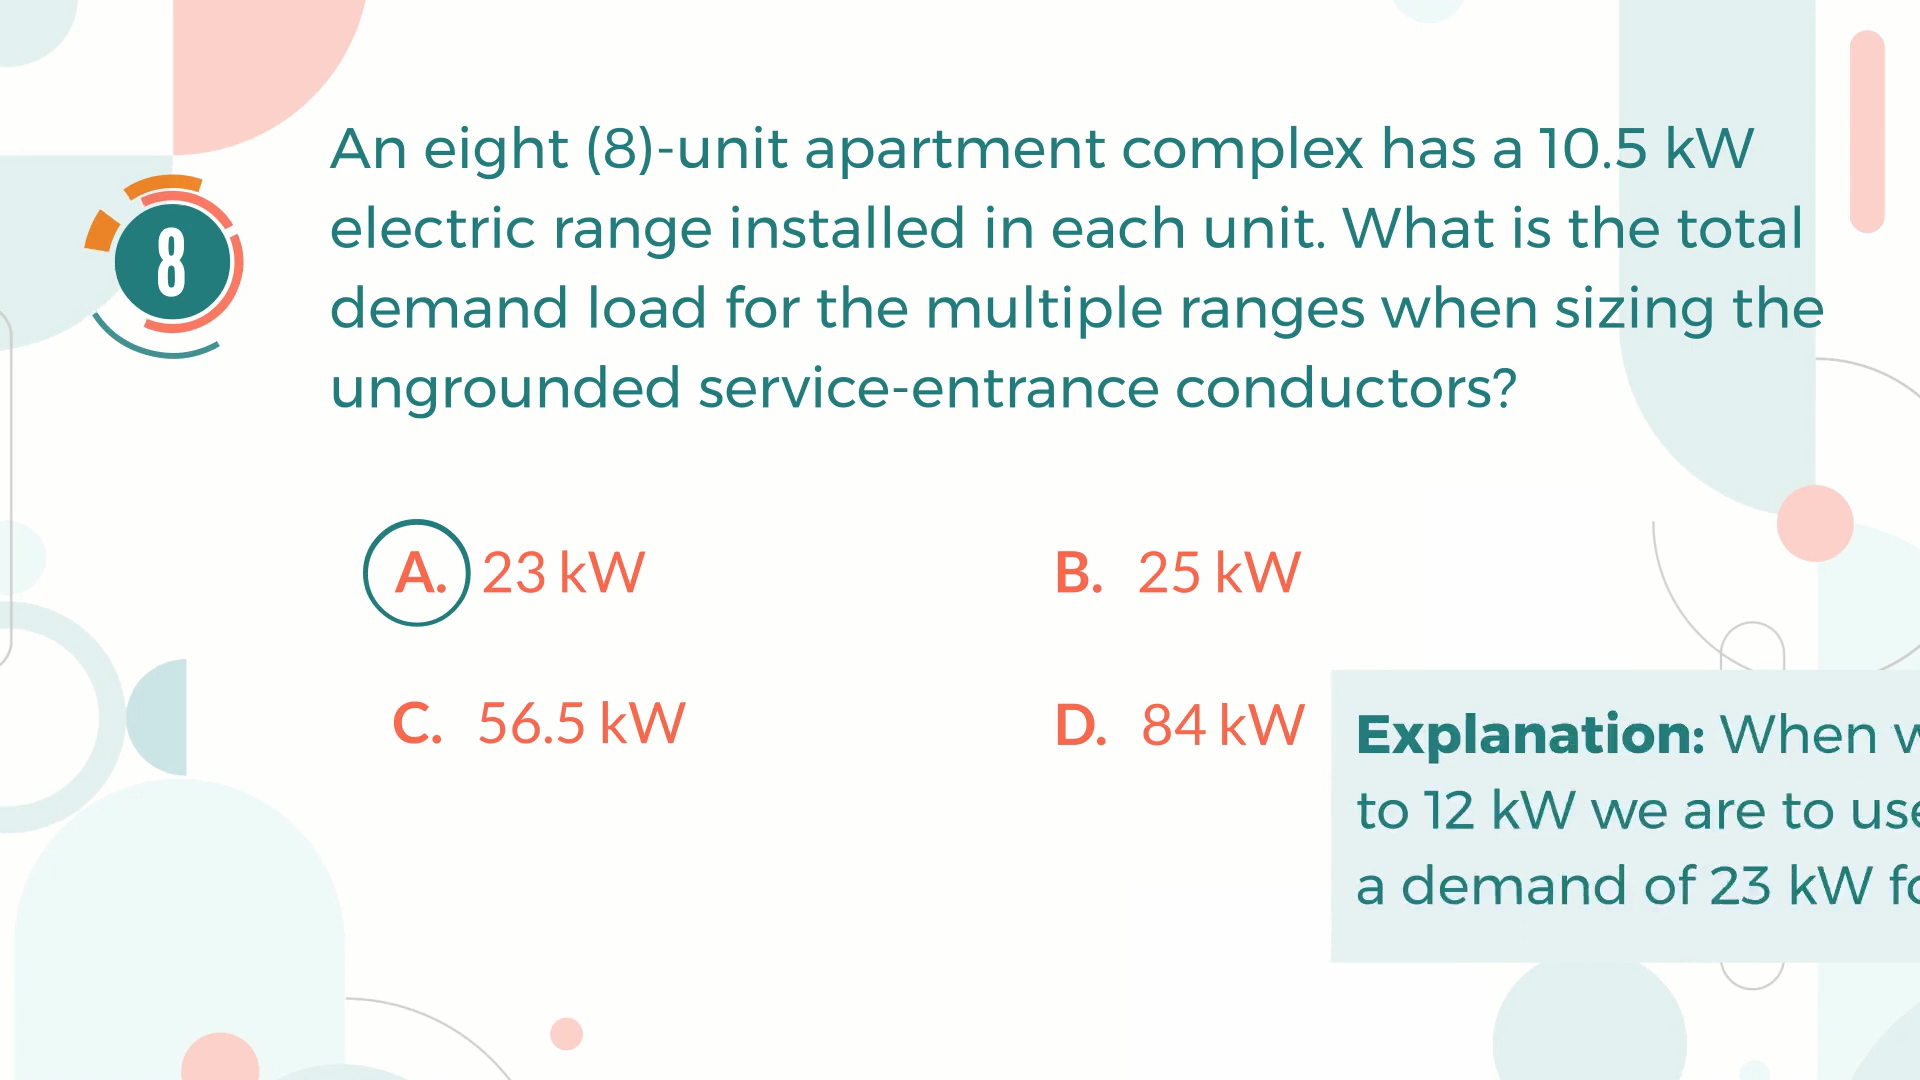 8
An eight (8)-unit apartment complex has a 10.5 kW
electric range installed in each unit. What is the total
demand load for the multiple ranges when sizing the
ungrounded service-entrance conductors?
A. 23 kW
B. 25 kW
C. 56.5 kW
D. 84 kW
Explanation: When
to 12 kW we are to
a demand of 23 kW